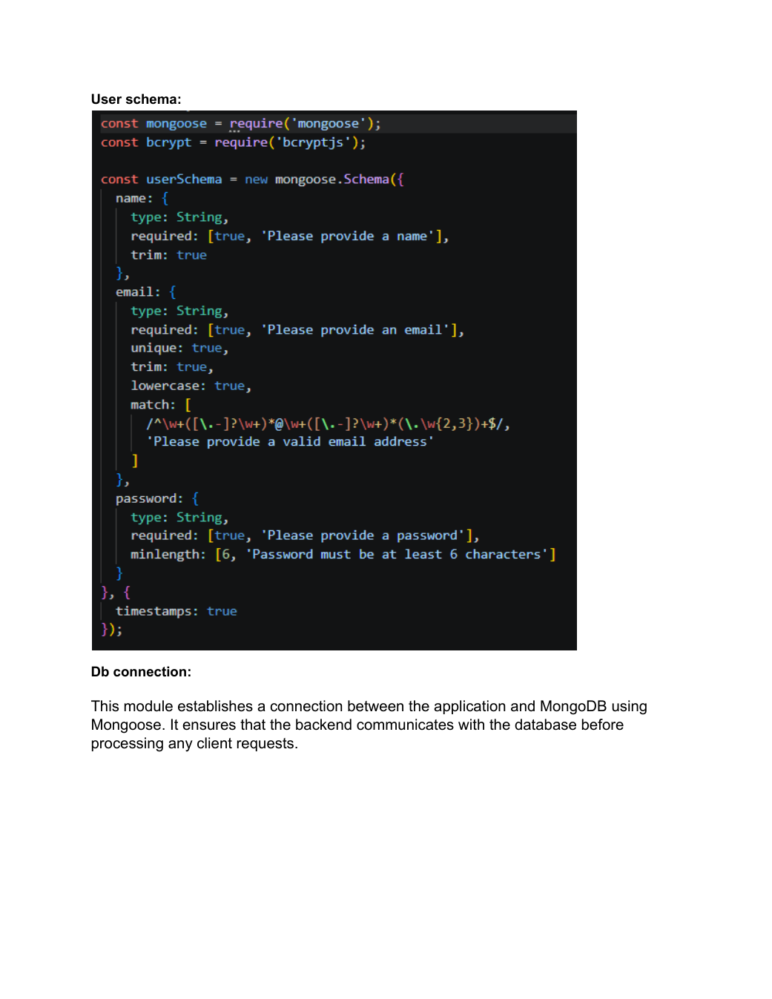 User schema:
const mongoose = require('mongoose');
const bcrypt = require('bcryptjs');
const userSchema = new mongoose.Schema({
  name: {
    type: String,
    required: [true, 'Please provide a name'],
    trim: true
  },
  email: {
    type: String,
    required: [true, 'Please provide an email'],
    unique: true,
    trim: true,
    lowercase: true,
    match: [
      /^\w+([\.-]?\w+)*@\w+([\.-]?\w+)*(\.\w{2,3})+$/,
      'Please provide a valid email address'
    ]
  },
  password: {
    type: String,
    required: [true, 'Please provide a password'],
    minlength: [6, 'Password must be at least 6 characters']
  }
}, {
  timestamps: true
});
Db connection:
This module establishes a connection between the application and MongoDB using
Mongoose. It ensures that the backend communicates with the database before
processing any client requests.